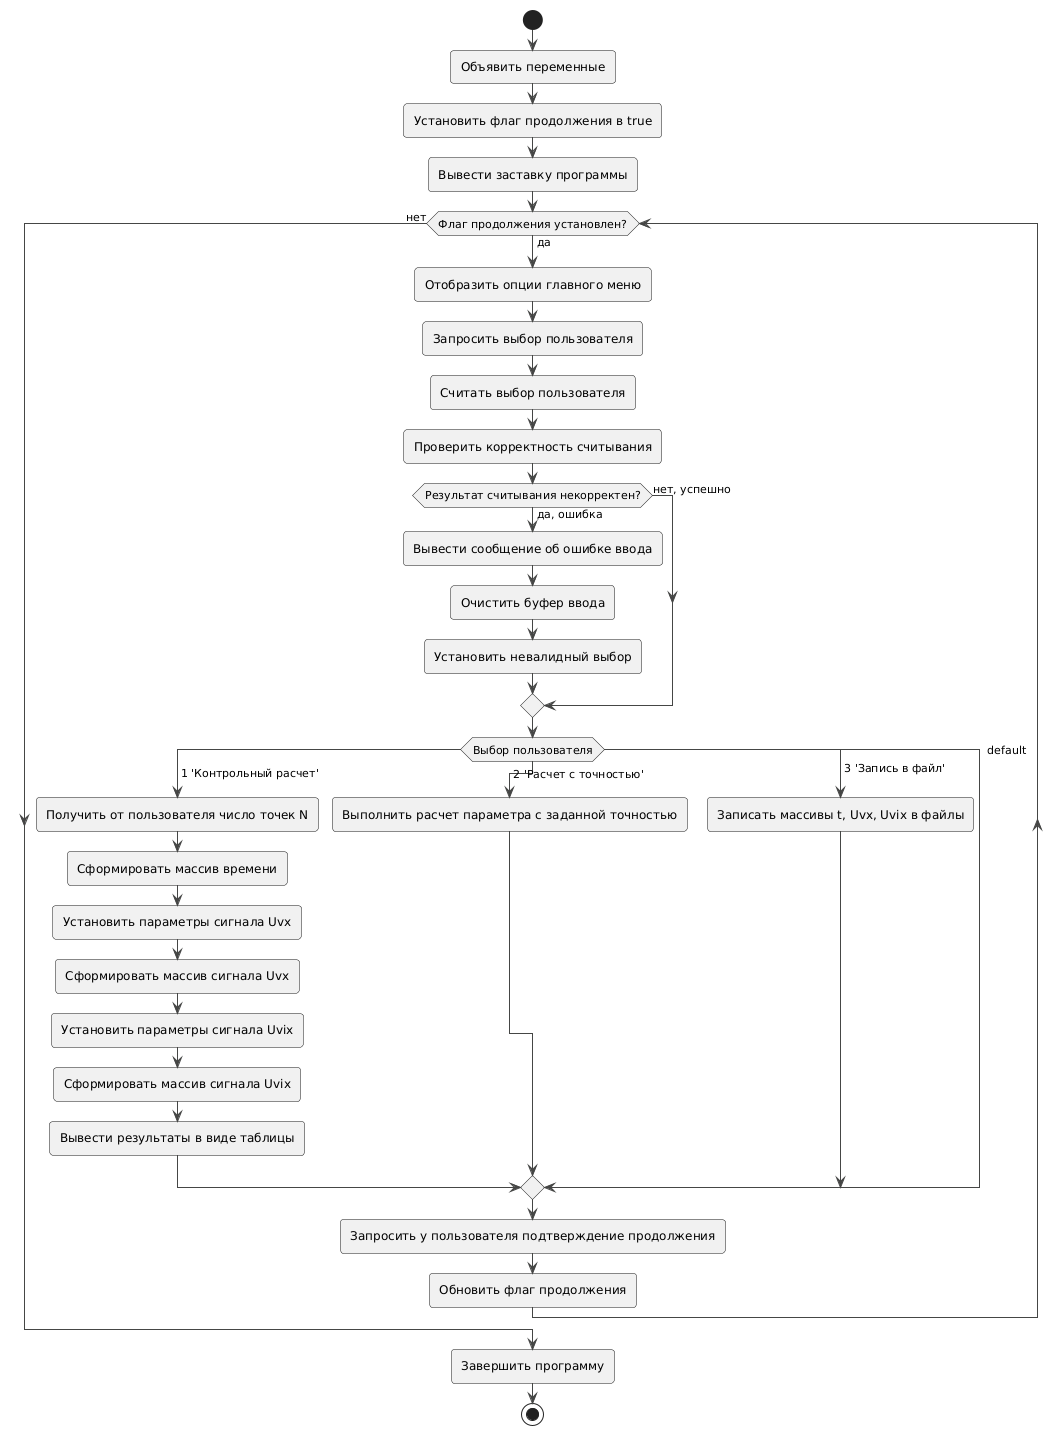 Объявить переменные
Установить флаг продолжения в true
Вывести заставку программы
нет
Флаг продолжения установлен?
да
Отобразить опции главного меню
Запросить выбор пользователя
Считать выбор пользователя
Проверить корректность считывания
Результат считывания некорректен?
нет, успешно
да, ошибка
Вывести сообщение об ошибке ввода
Очистить буфер ввода
Установить невалидный выбор
Выбор пользователя
default
1 'Контрольный расчет'
2 'Расчет с точностью'
3 'Запись в файл'
Получить от пользователя число точек N
Выполнить расчет параметра с заданной точностью
Записать массивы t, Uvx, Uvix в файлы
Сформировать массив времени
Установить параметры сигнала Uvx
Сформировать массив сигнала Uvx
Установить параметры сигнала Uvix
Сформировать массив сигнала Uvix
Вывести результаты в виде таблицы
Запросить у пользователя подтверждение продолжения
Обновить флаг продолжения
Завершить программу